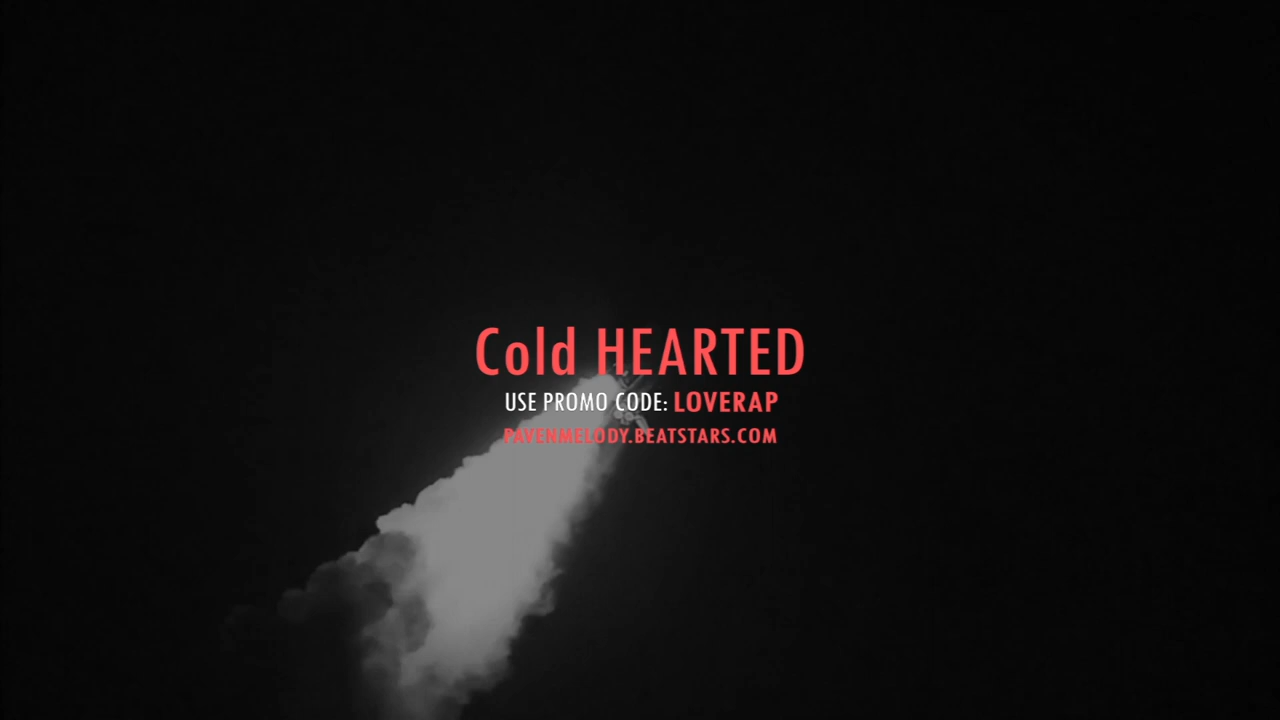 Cold HEARTED
USE PROMO CODE: LOVERAP
PAVENMELODY.BEATSTARS.COM